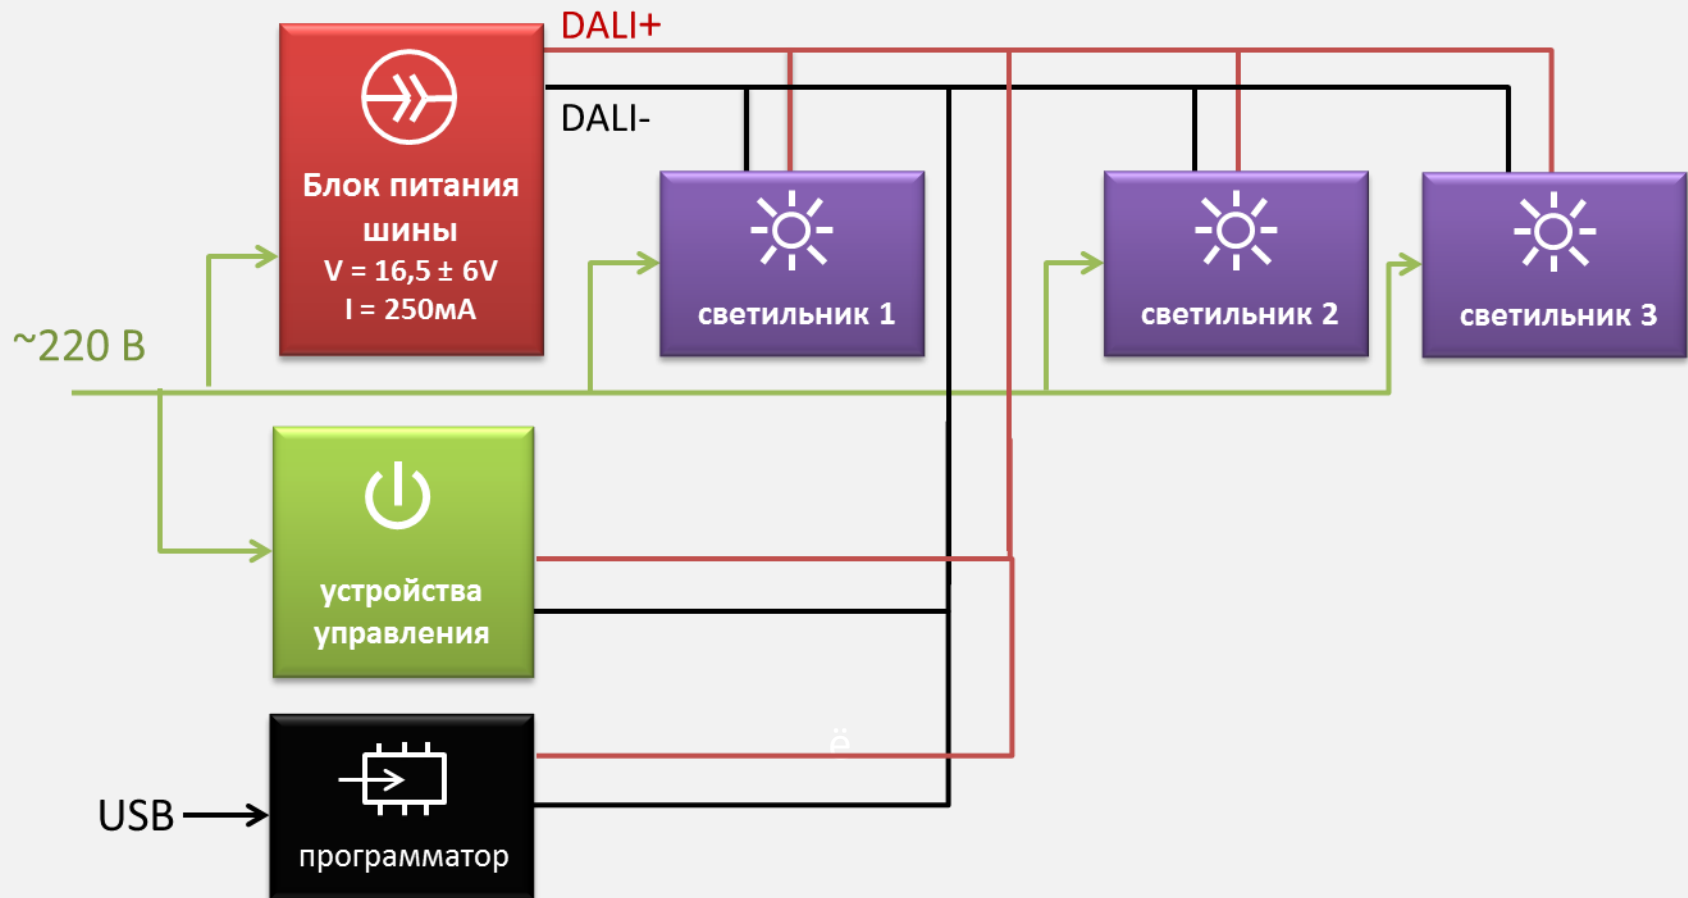 DALI+
DALI-
Блок питания
шины
V = 16,5 ± 6V
I = 250мА
светильник 1
светильник 2
светильник 3
~220 В
устройства
управления
ё
USB
программатор